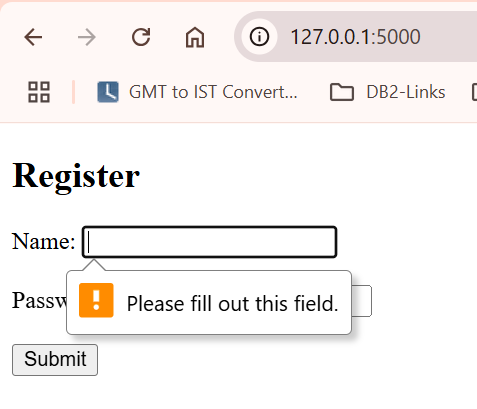 127.0.0.1:5000
GMT to IST Convert...
DB2-Links
Register
Name:
Please fill out this field.
Submit